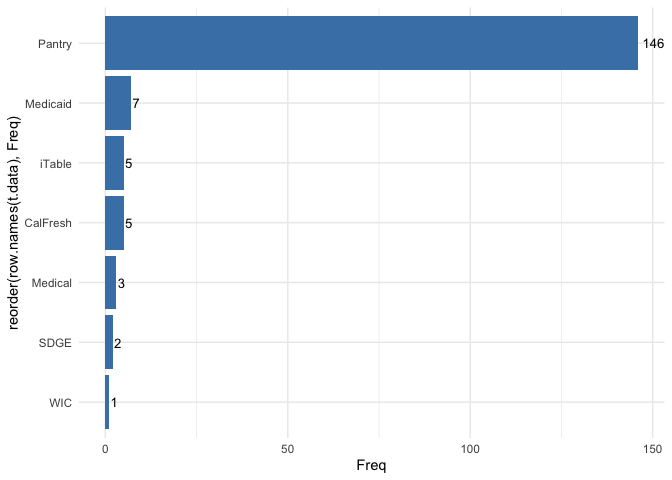 Pantry
146
Medicaid
7
iTable
5
CalFresh
5
Medical
3
SDGE
2
WIC
1
0
50
100
150
Freq
reorder(row.names(t.data), Freq)